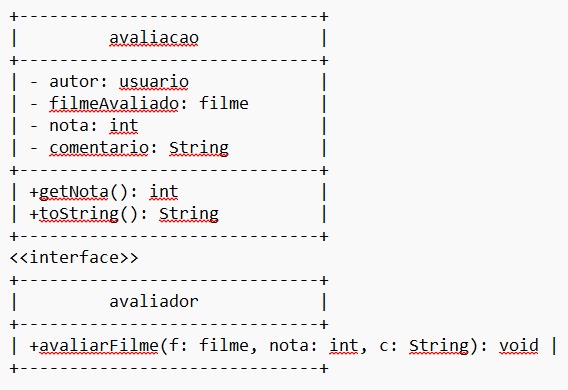 +------------------------------+
|         avaliacao            |
+------------------------------+
| - autor: usuario             |
| - filmeAvaliado: filme       |
| - nota: int                  |
| - comentario: String         |
+------------------------------+
| +getNota(): int              |
| +toString(): String          |
+------------------------------+
<<interface>>
+------------------------------+
|         avaliador            |
+------------------------------+
| +avaliarFilme(f: filme, nota: int, c: String): void |
+------------------------------+